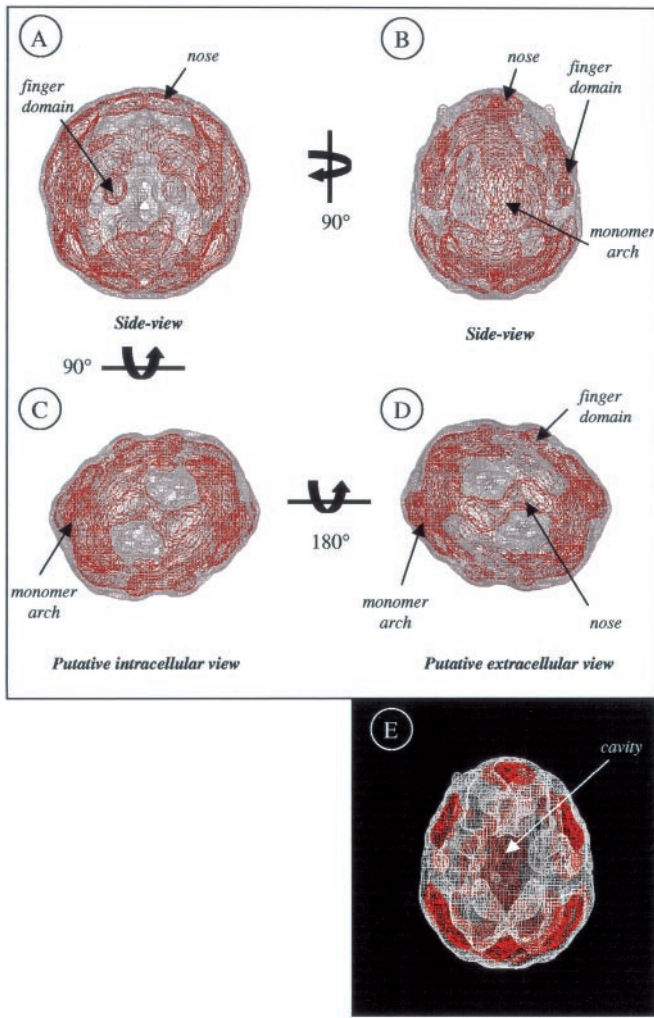 A
nose
finger
domain
Side-view
90°
B
nose
finger
domain
monomer
arch
Side-view
90°
C
monomer
arch
Putative intracellular view
180°
D
finger
domain
monomer
arch
nose
Putative extracellular view
E
cavity